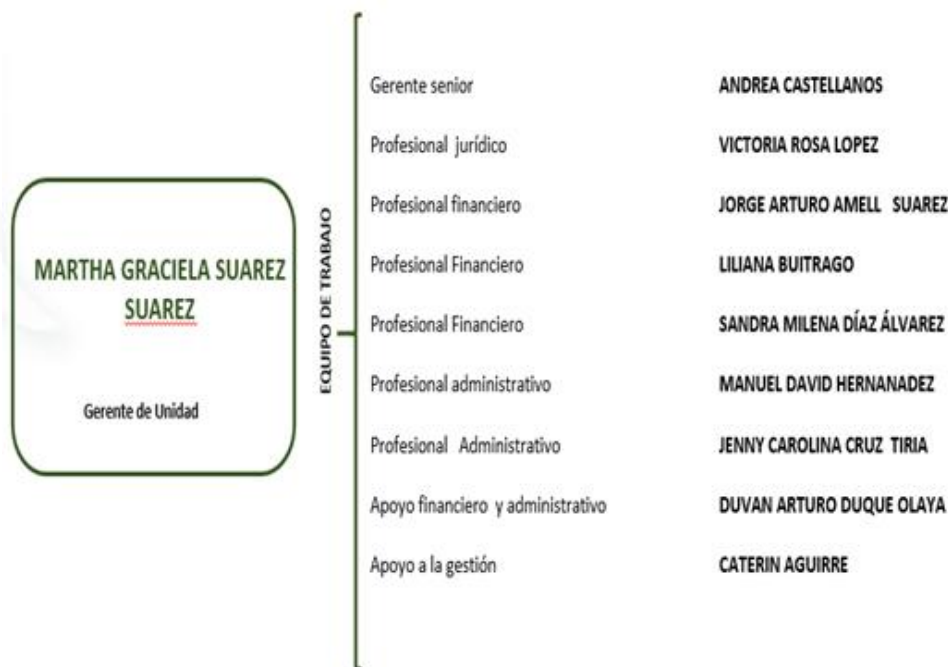 MARTHA GRACIELA SUAREZ
SUAREZ
Gerente de Unidad
EQUIPO DE TRABAJO
Gerente senior ANDREA CASTELLANOS
Profesional jurídico VICTORIA ROSA LOPEZ
Profesional financiero JORGE ARTURO AMELL SUAREZ
Profesional Financiero LILIANA BUITRAGO
Profesional Financiero SANDRA MILENA DÍAZ ÁLVAREZ
Profesional administrativo MANUEL DAVID HERNANADEZ
Profesional Administrativo JENNY CAROLINA CRUZ TIRIA
Apoyo financiero y administrativo DUVAN ARTURO DUQUE OLAYA
Apoyo a la gestión CATERIN AGUIRRE